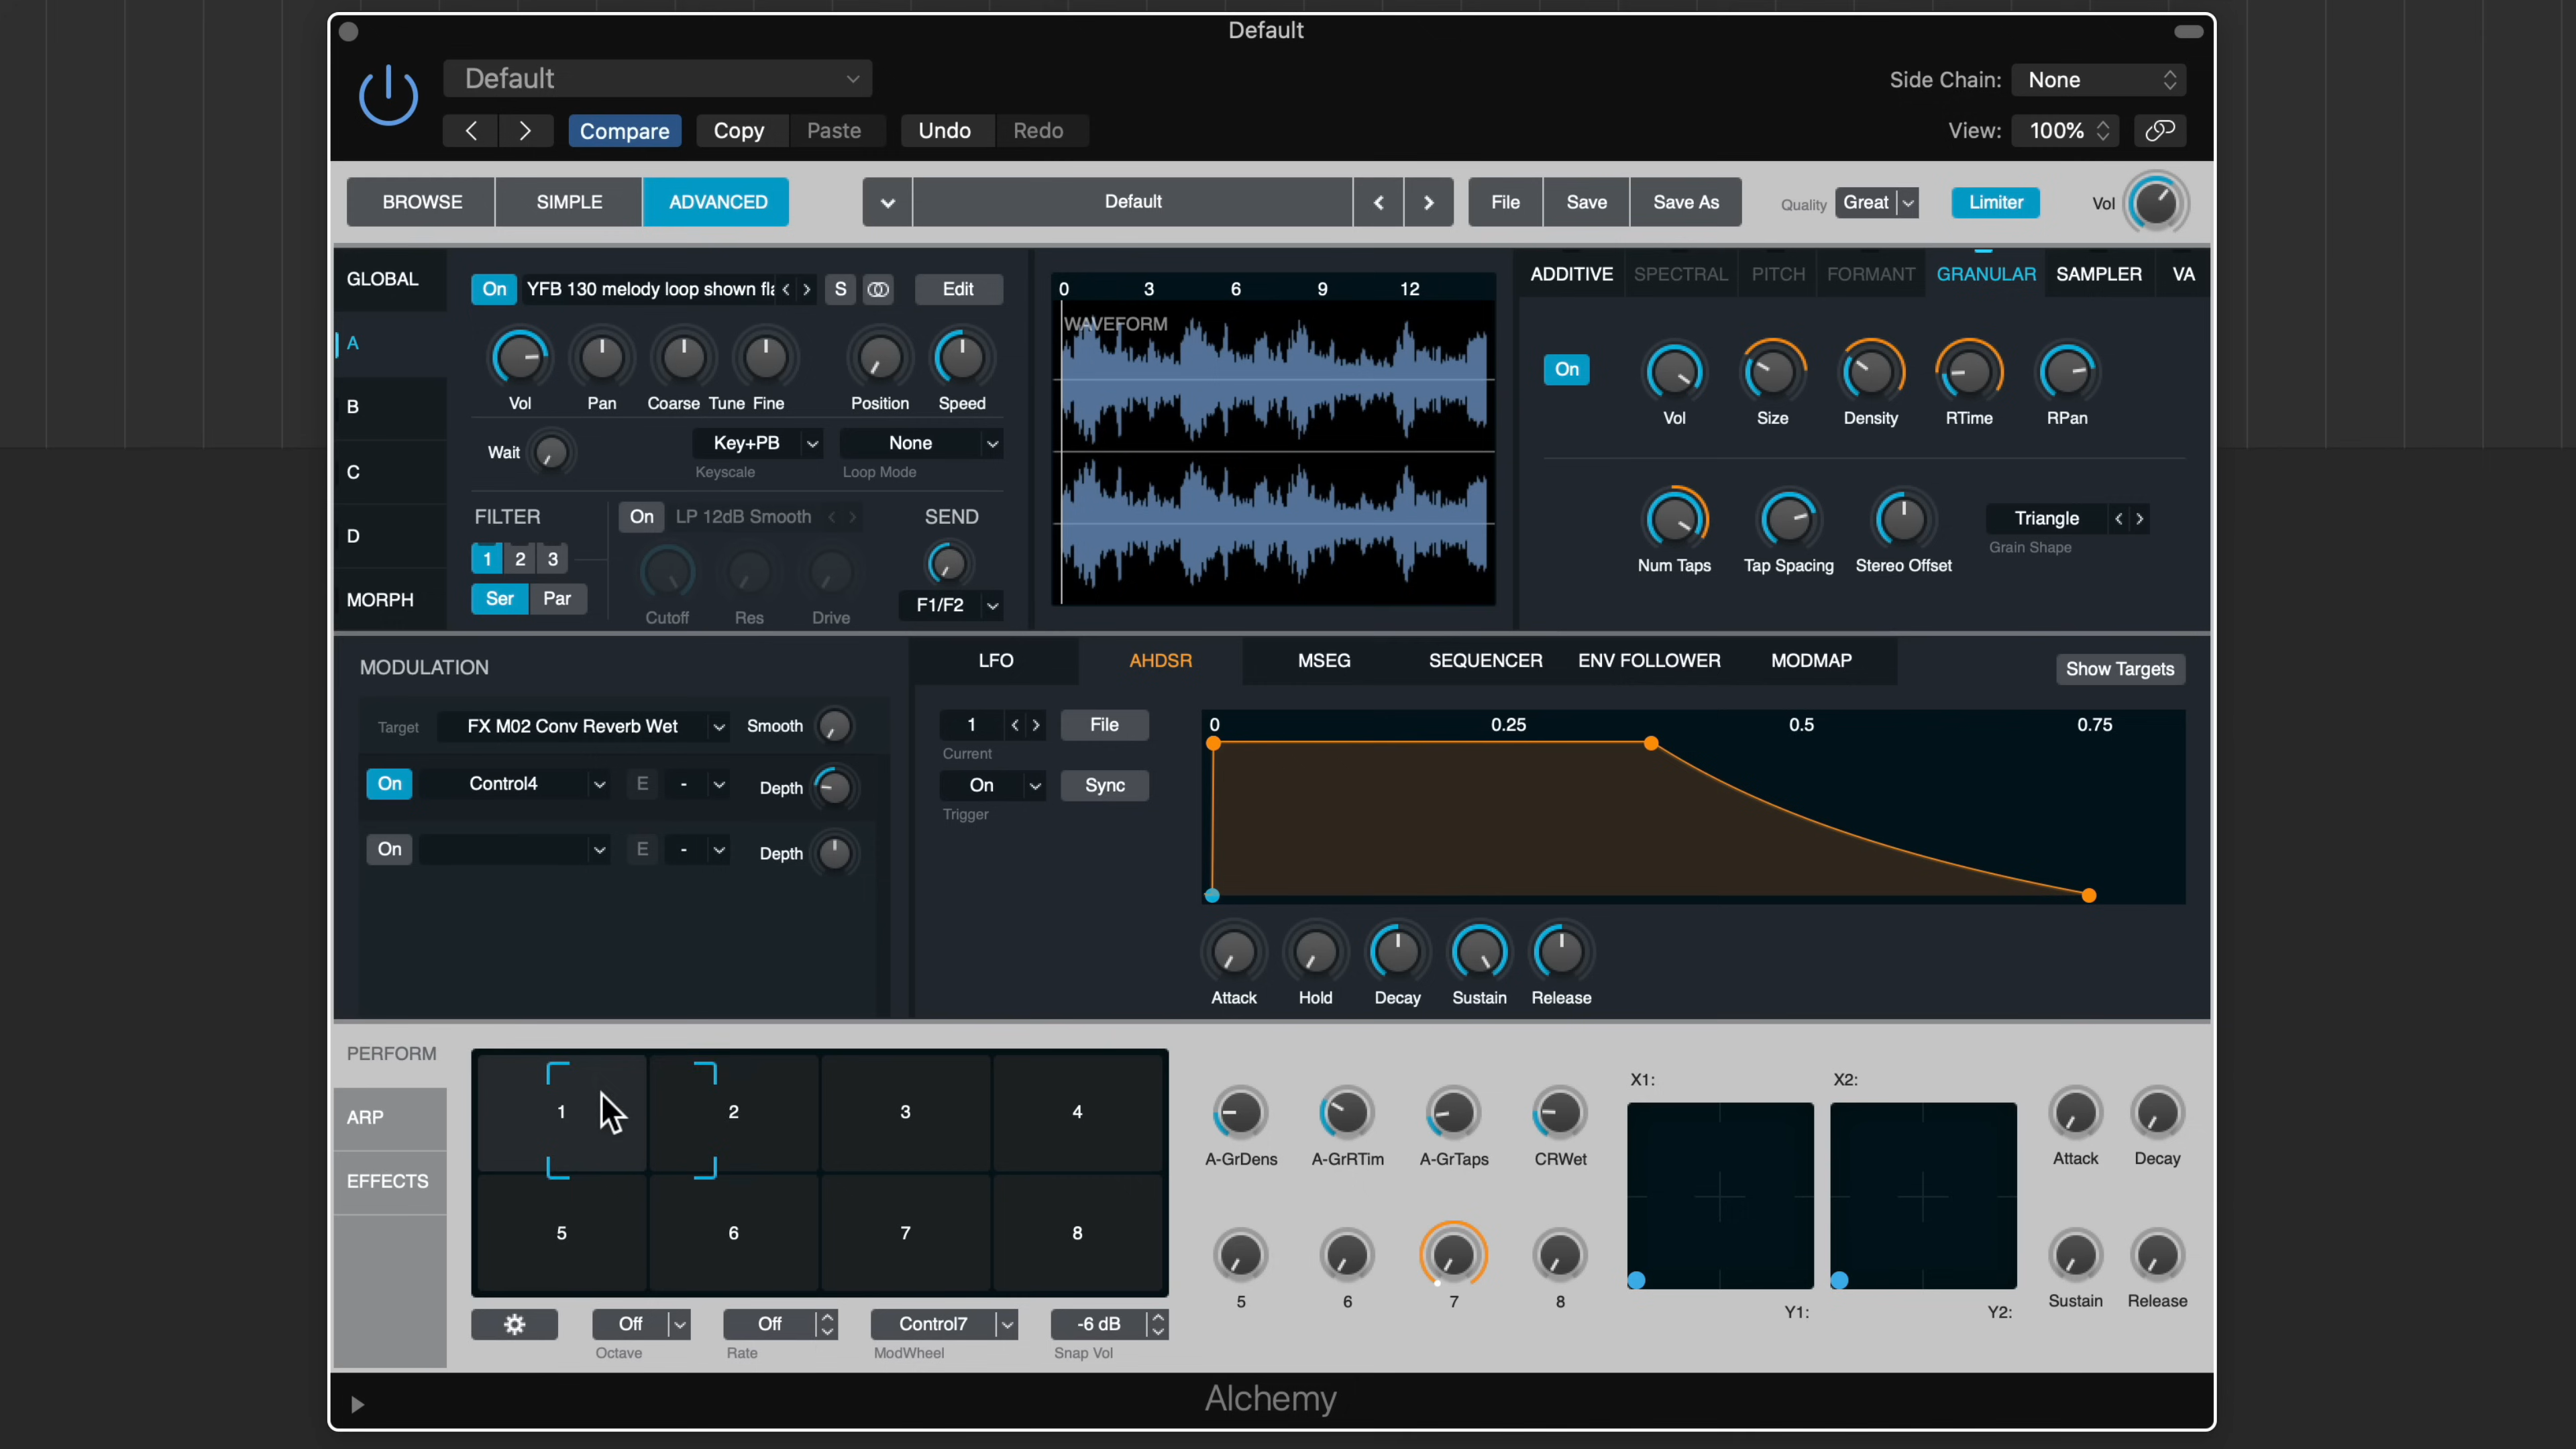 Default
Default
Side Chain: None
Compare Copy Paste Undo Redo
View: 100%
BROWSE SIMPLE ADVANCED Default File Save Save As Quality Great Limiter Vol
GLOBAL
A
B
C
D
MORPH
On YFB 130 melody loop shown fla S Edit
Vol Pan Coarse Tune Fine Position Speed
Wait Key+PB None
Keyscale Loop Mode
FILTER On LP 12dB Smooth SEND
1 2 3
Ser Par
Cutoff Res Drive
F1/F2
0 3 6 9 12
WAVEFORM
ADDITIVE SPECTRAL PITCH FORMANT GRANULAR SAMPLER VA
On
Vol Size Density RTime RPan
Num Taps Tap Spacing Stereo Offset
Triangle
Grain Shape
MODULATION
Target FX M02 Conv Reverb Wet Smooth
On Control4 E - Depth
On E - Depth
LFO AHDSR MSEG SEQUENCER ENV FOLLOWER MODMAP
Show Targets
1 File
Current
On Sync
Trigger
0 0.25 0.5 0.75
Attack Hold Decay Sustain Release
PERFORM
ARP
EFFECTS
1 2 3 4
5 6 7 8
Off Off Control7 -6 dB
Octave Rate ModWheel Snap Vol
A-GrDens A-GrRTim A-GrTaps CRWet
5 6 7 8
X1: X2:
Y1: Y2:
Attack Decay
Sustain Release
Alchemy